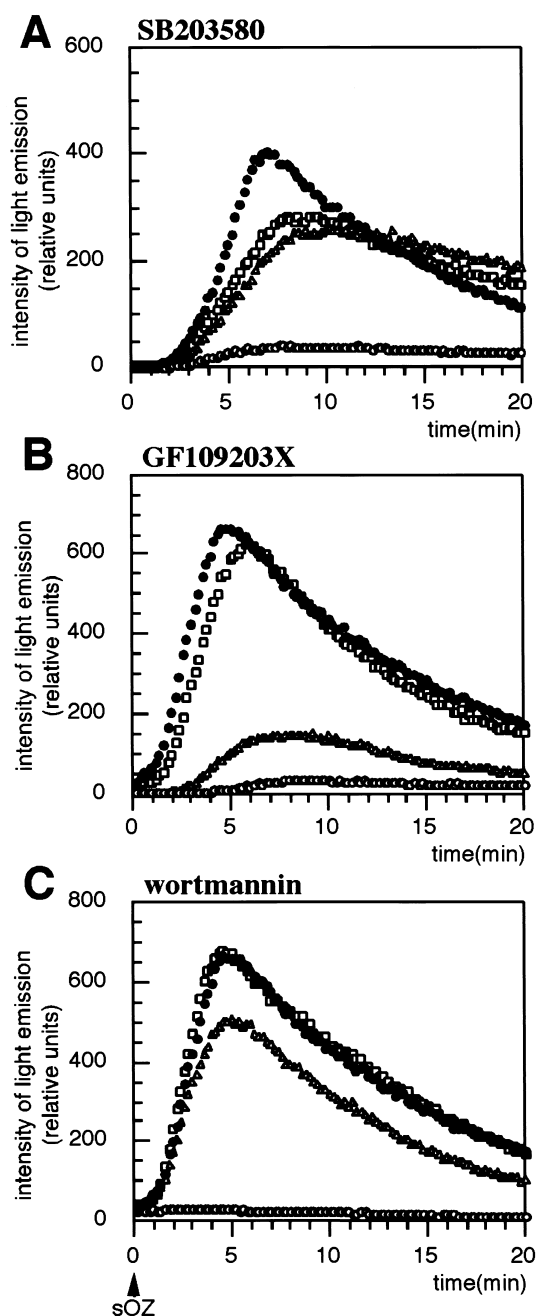 A
SB203580
600
400
200
0
intensity of light emission
(relative units)
0 5 10 15 20
time(min)
B
GF109203X
800
600
400
200
0
intensity of light emission
(relative units)
0 5 10 15 20
time(min)
C
wortmannin
800
600
400
200
0
intensity of light emission
(relative units)
0 5 10 15 20
time(min)
sOZ